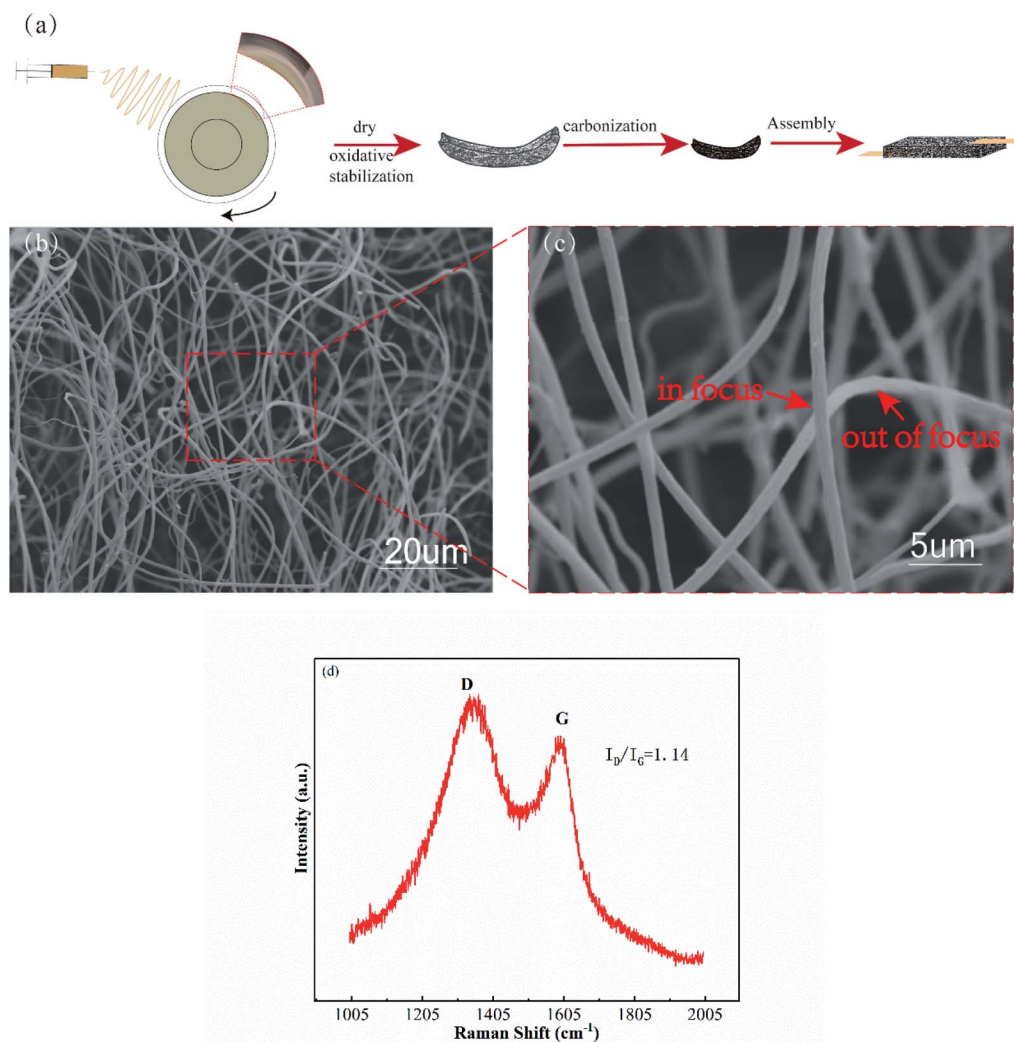 (a)
dry
oxidative
stabilization
carbonization
Assembly
(b)
20um
(c)
in focus
out of focus
5um
(d)
D
G
I_D/I_G=1.14
Intensity (a.u.)
1005 1205 1405 1605 1805 2005
Raman Shift (cm⁻¹)